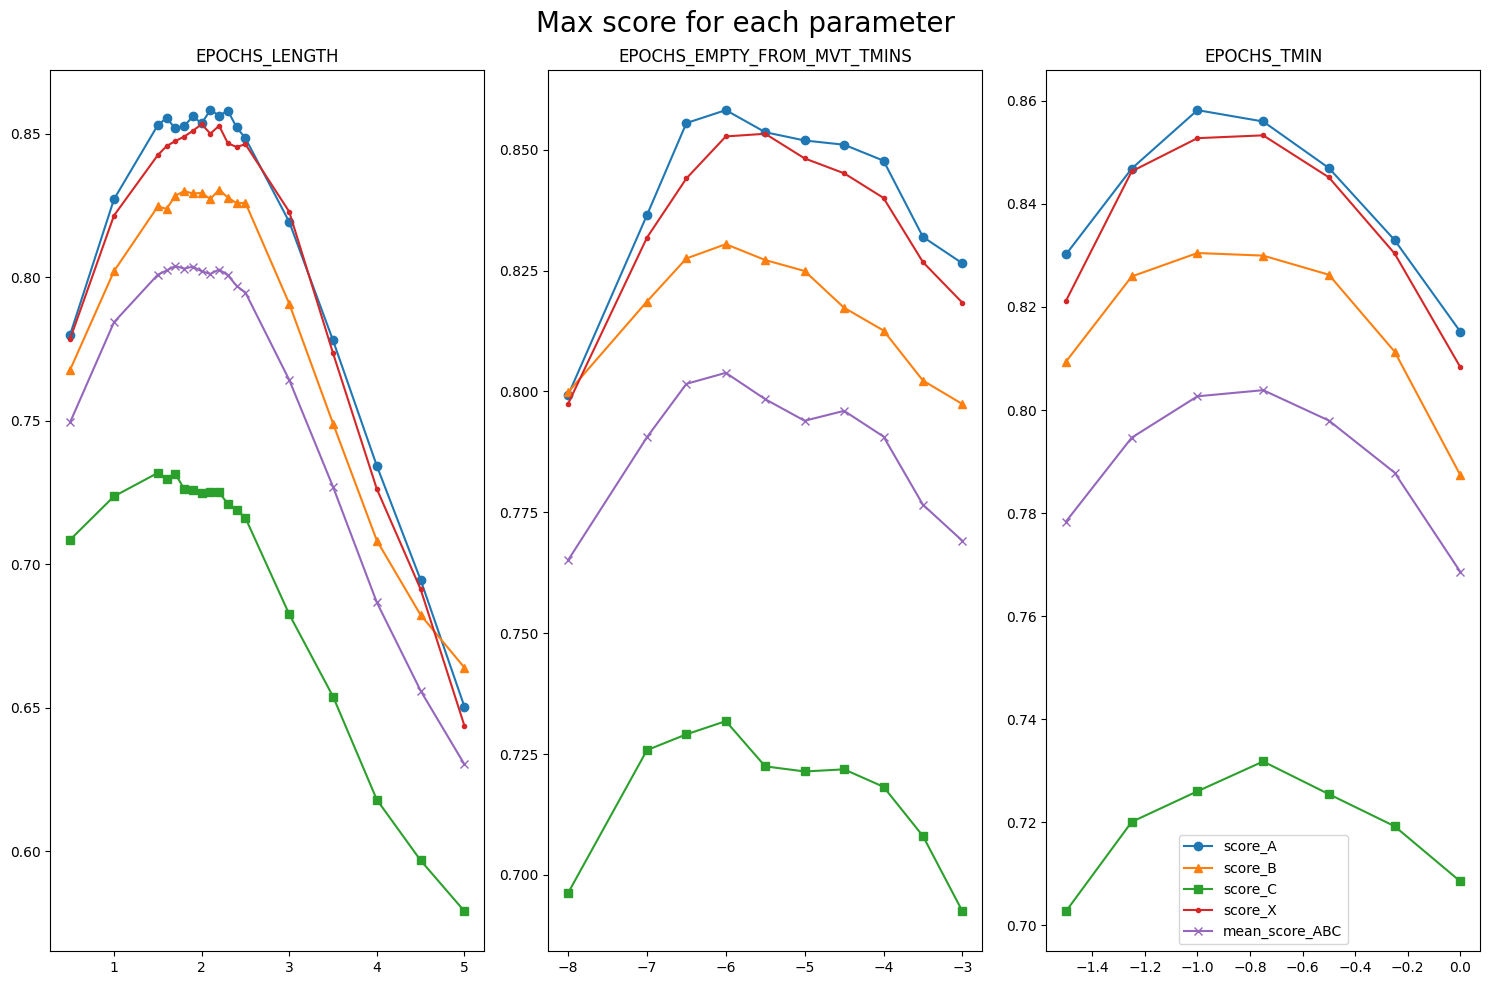 Max score for each parameter
EPOCHS_LENGTH
0.85
0.80
0.75
0.70
0.65
0.60
1 2 3 4 5
EPOCHS_EMPTY_FROM_MVT_TMINS
0.850
0.825
0.800
0.775
0.750
0.725
0.700
−8 −7 −6 −5 −4 −3
EPOCHS_TMIN
0.86
0.84
0.82
0.80
0.78
0.76
0.74
0.72
0.70
−1.4 −1.2 −1.0 −0.8 −0.6 −0.4 −0.2 0.0
score_A
score_B
score_C
score_X
mean_score_ABC